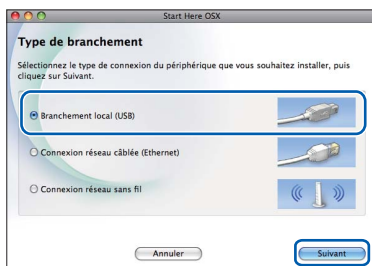 Start Here OSX
Type de branchement
Sélectionnez le type de connexion du périphérique que vous souhaitez installer, puis
cliquez sur Suivant.
Branchement local (USB)
Connexion réseau câblée (Ethernet)
Connexion réseau sans fil
Annuler
Suivant